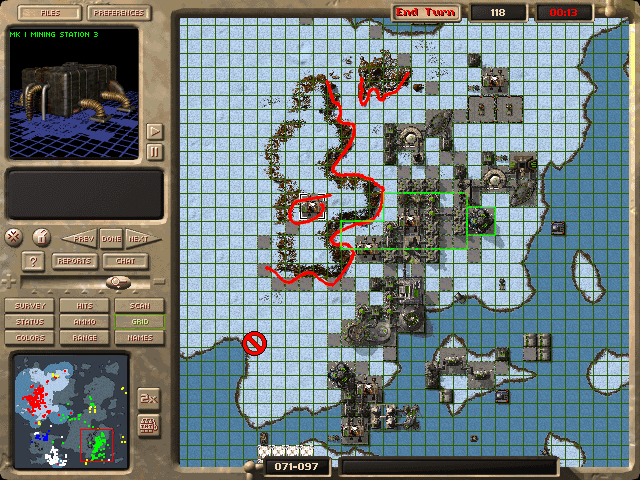 FILES
PREFERENCES
End Turn
118
00:13
MK I MINING STATION 3
PREV
DONE
NEXT
?
REPORTS
CHAT
SURVEY
HITS
SCAN
STATUS
AMMO
GRID
COLORS
RANGE
NAMES
2x
071-097